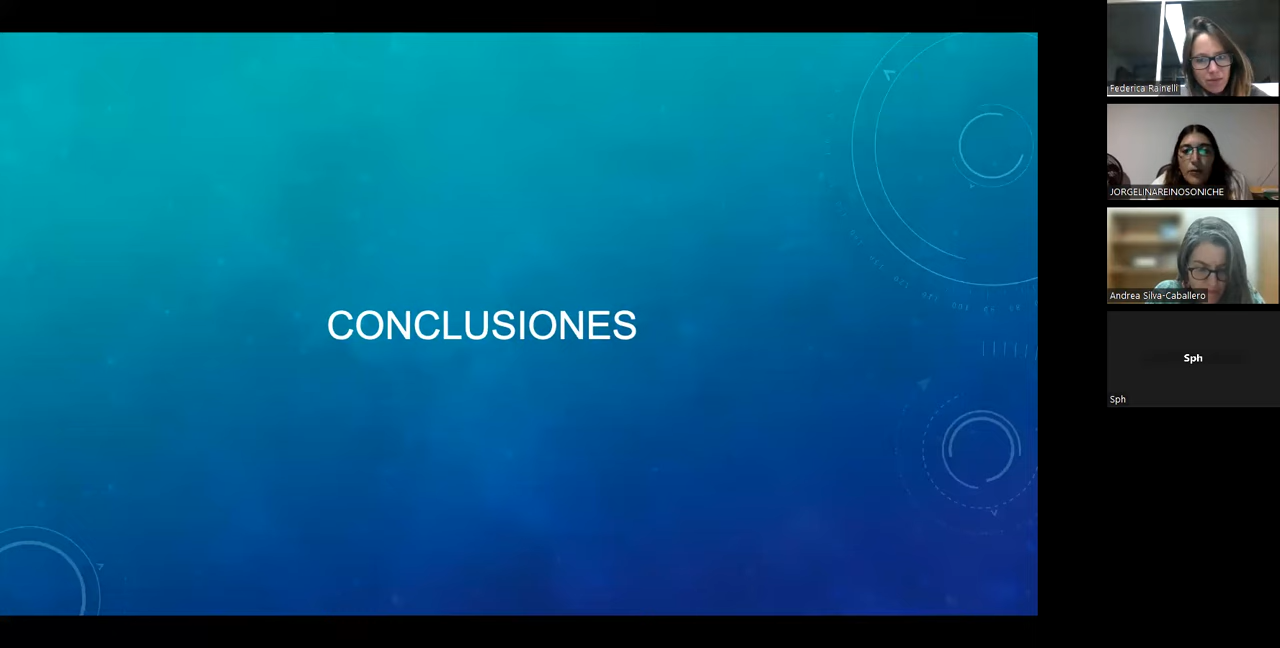 CONCLUSIONES
Federica Rainelli
JORGELINAREINOSONICHE
Andrea Silva-Caballero
Sph
Sph